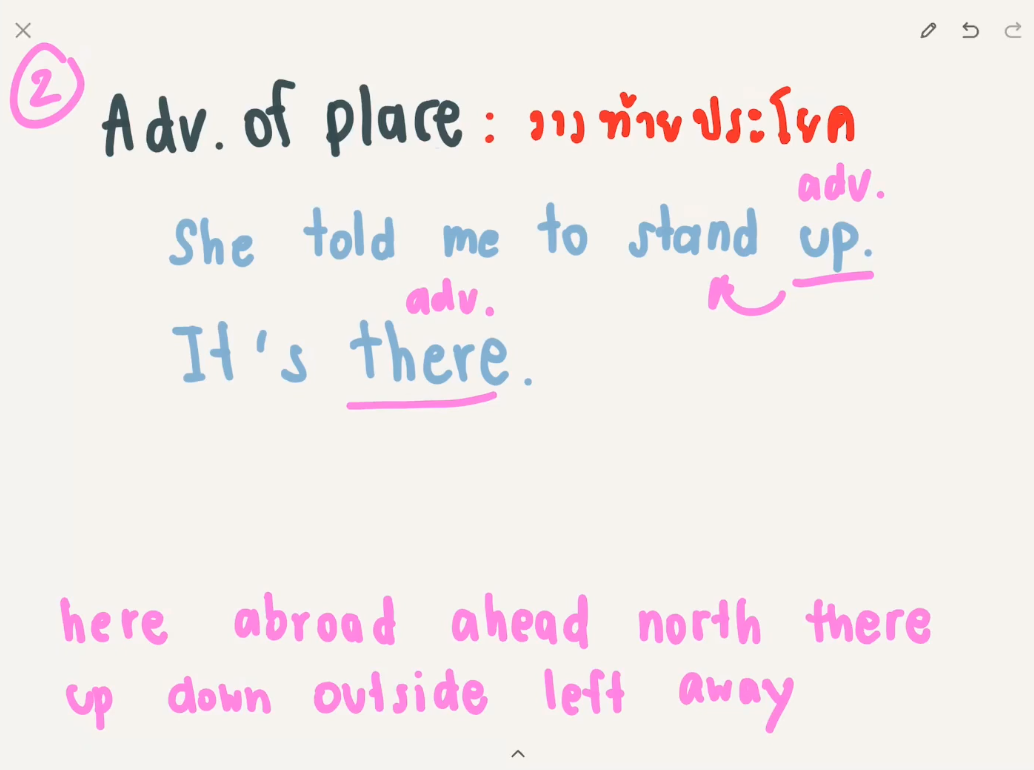 2
Adv. of place : วางท้ายประโยค
adv.
She told me to stand up.
adv.
It's there.
here abroad ahead north there
up down outside left away